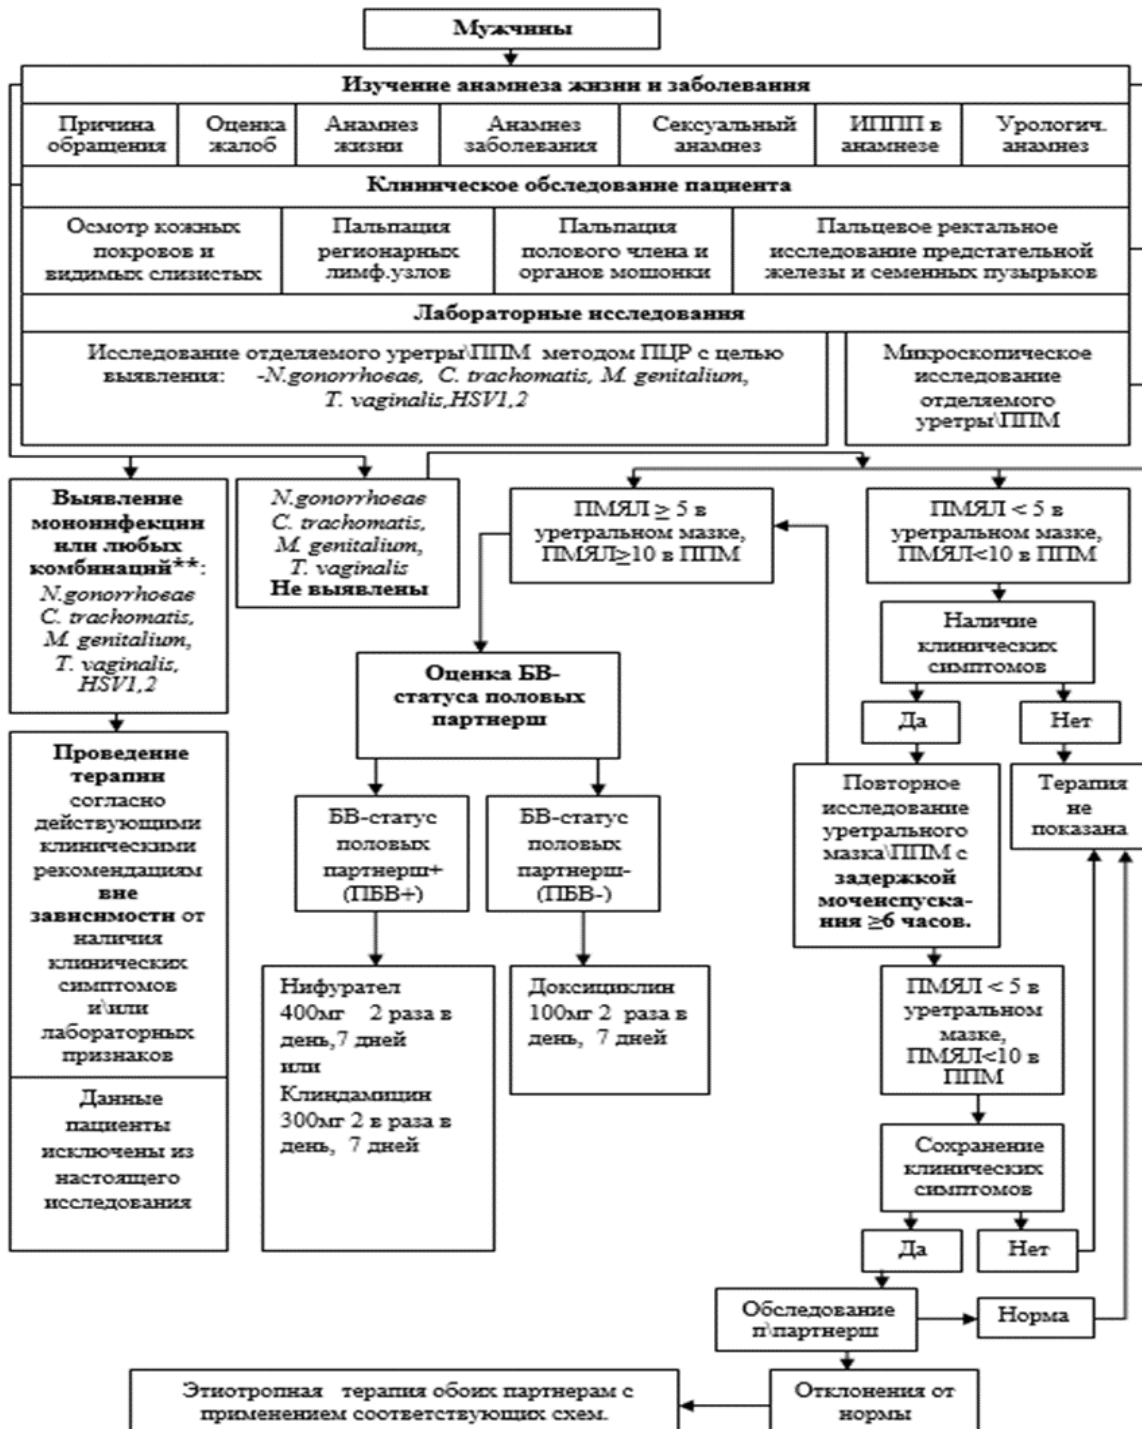 Мужчины
Изучение анамнеза жизни и заболевания
Причина
обращения
Оценка
жалоб
Анамнез
жизни
Анамнез
заболевания
Сексуальный
анамнез
ИППП в
анамнезе
Урологич.
анамнез
Клиническое обследование пациента
Осмотр кожных
покровов и
видимых слизистых
Пальпация
регионарных
лимф.узлов
Пальпация
полового члена и
органов мошонки
Пальцевое ректальное
исследование предстательной
железы и семенных пузырьков
Лабораторные исследования
Исследование отделяемого уретры\ППМ методом ПЦР с целью
выявления: -N.gonorrhoeae, C. trachomatis, M. genitalium,
T. vaginalis,HSV1,2
Микроскопическое
исследование
отделяемого
уретры\ППМ
Выявление
моноинфекции
или любых
комбинаций**:
N.gonorrhoeae
C. trachomatis,
M. genitalium,
T. vaginalis,
HSV1,2
N.gonorrhoeae
C. trachomatis,
M. genitalium,
T. vaginalis
Не выявлены
ПМЯЛ ≥ 5 в
уретральном мазке,
ПМЯЛ≥10 в ППМ
ПМЯЛ < 5 в
уретральном мазке,
ПМЯЛ<10 в ППМ
Наличие
клинических
симптомов
Да
Нет
Оценка БВ-
статуса половых
партнерш
Проведение
терапии
согласно
действующими
клиническими
рекомендациям
вне
зависимости от
наличия
клинических
симптомов
и\или
лабораторных
признаков
Данные
пациенты
исключены из
настоящего
исследования
БВ-статус
половых
партнерш+
(ПБВ+)
БВ-статус
половых
партнерш-
(ПБВ-)
Повторное
исследование
уретрального
мазка\ППМ с
задержкой
мочеиспуска-
ния ≥6 часов.
Терапия
не
показана
Нифурател
400мг 2 раза в
день,7 дней
или
Клиндамицин
300мг 2 в раза в
день, 7 дней
Доксициклин
100мг 2 раза в
день, 7 дней
ПМЯЛ < 5 в
уретральном
мазке,
ПМЯЛ<10 в
ППМ
Сохранение
клинических
симптомов
Да
Нет
Обследование
п\партнерш
Норма
Отклонения от
нормы
Этиотропная терапия обоих партнерам с
применением соответствующих схем.